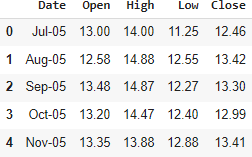 Date Open High Low Close
0 Jul-05 13.00 14.00 11.25 12.46
1 Aug-05 12.58 14.88 12.55 13.42
2 Sep-05 13.48 14.87 12.27 13.30
3 Oct-05 13.20 14.47 12.40 12.99
4 Nov-05 13.35 13.88 12.88 13.41